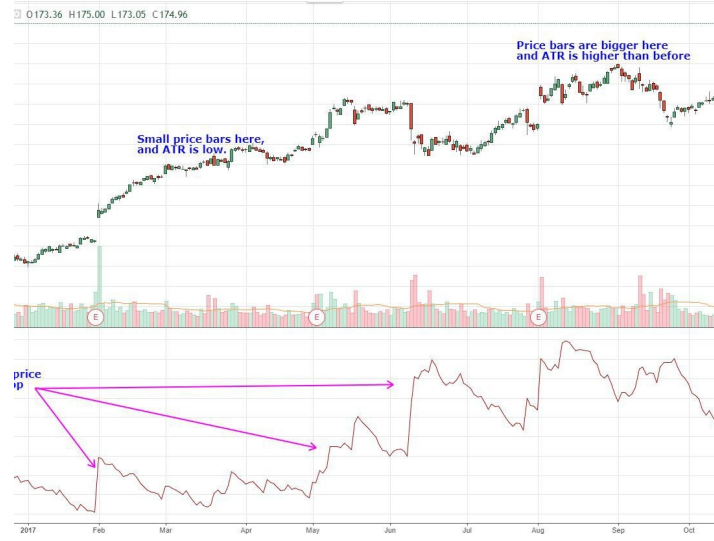 O173.36 H175.00 L173.05 C174.96
Price bars are bigger here
and ATR is higher than before
Small price bars here,
and ATR is low.
E E E
price
op
2017 Feb Mar Apr May Jun Jul Aug Sep Oct